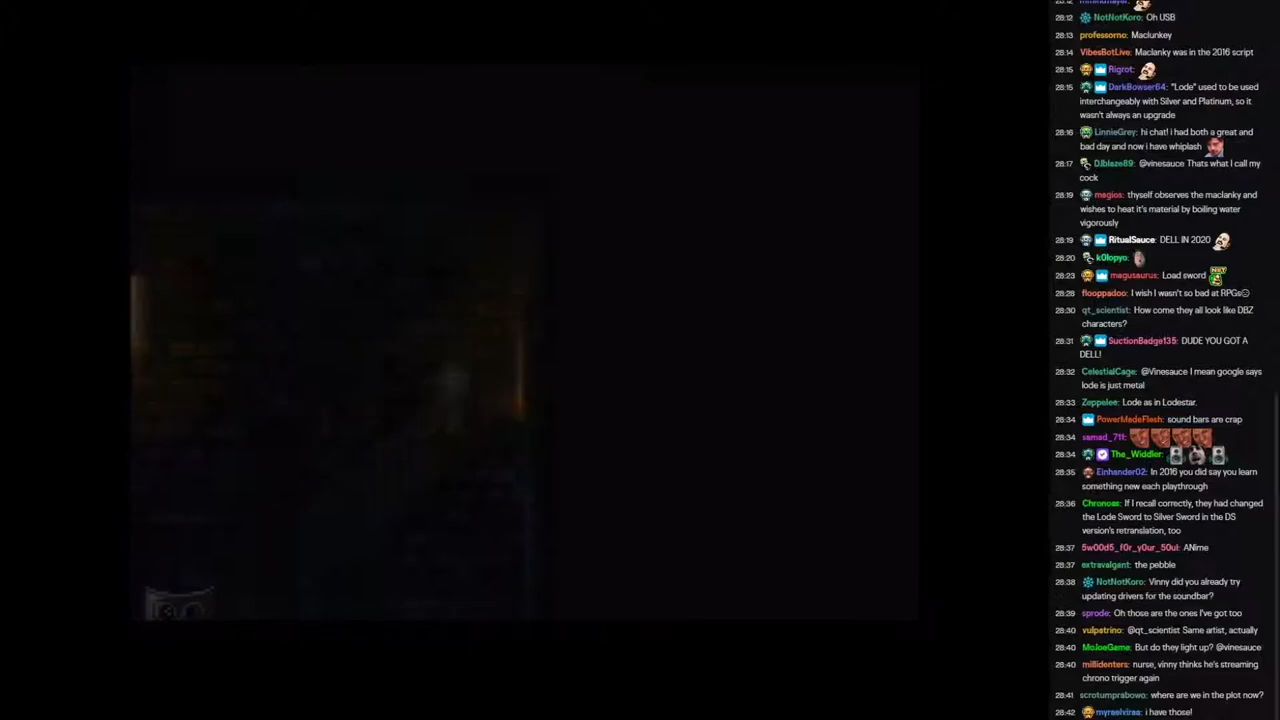 28:12 NotNotKoro: Oh USB
28:13 professorno: Maclunkey
28:14 VibesBotLive: Maclanky was in the 2016 script
28:15 Rigrot:
28:15 DarkBowser64: "Lode" used to be used
interchangeably with Silver and Platinum, so it
wasn't always an upgrade
28:16 LinnieGrey: hi chat! i had both a great and
bad day and now i have whiplash
28:17 DJblaze89: @vinesauce Thats what I call my
cock
28:19 magios: thyself observes the maclanky and
wishes to heat it's material by boiling water
vigorously
28:19 RitualSauce: DELL IN 2020
28:20 k0lopyo:
28:23 magusaurus: Load sword
28:28 flooppadoo: I wish I wasn't so bad at RPGs
28:30 qt_scientist: How come they all look like DBZ
characters?
28:31 SuctionBadge135: DUDE YOU GOT A
DELL!
28:32 CelestialCage: @Vinesauce I mean google says
lode is just metal
28:33 Zeppelee: Lode as in Lodestar.
28:34 PowerMadeFlesh: sound bars are crap
28:34 samad_711:
28:34 The_Widdler:
28:35 Einhander02: In 2016 you did say you learn
something new each playthrough
28:36 Chronoss: If I recall correctly, they had changed
the Lode Sword to Silver Sword in the DS
version's retranslation, too
28:37 5w00d5_f0r_y0ur_50ul: ANime
28:37 extravalgant: the pebble
28:38 NotNotKoro: Vinny did you already try
updating drivers for the soundbar?
28:39 sprode: Oh those are the ones I've got too
28:40 vulpatrino: @qt_scientist Same artist, actually
28:40 MoJoeGame: But do they light up? @vinesauce
28:40 millidenters: nurse, vinny thinks he's streaming
chrono trigger again
28:41 scrotumprabowo: where are we in the plot now?
28:42 myraelviraa: i have those!